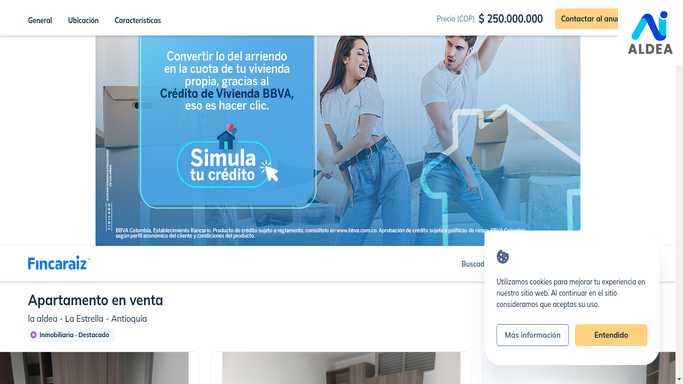 General Ubicación Características Precio (COP) $ 250.000.000 Contactar al anun
ALDEA
Convertir lo del arriendo
en la cuota de tu vivienda
propia, gracias al
Crédito de Vivienda BBVA,
eso es hacer clic.
Simula
tu crédito
BBVA Colombia, Establecimiento Bancario. Producto de crédito sujeto a reglamento, consúltelo en www.bbva.com.co. Aprobación de crédito sujeta a políticas de riesgo BBVA Colombia,
según perfil económico del cliente y condiciones del producto.
Fincaraíz
Buscad
Apartamento en venta
la aldea - La Estrella - Antioquia
Inmobiliaria - Destacado
Utilizamos cookies para mejorar tu experiencia en
nuestro sitio web. Al continuar en el sitio
consideramos que aceptas su uso.
Más información Entendido